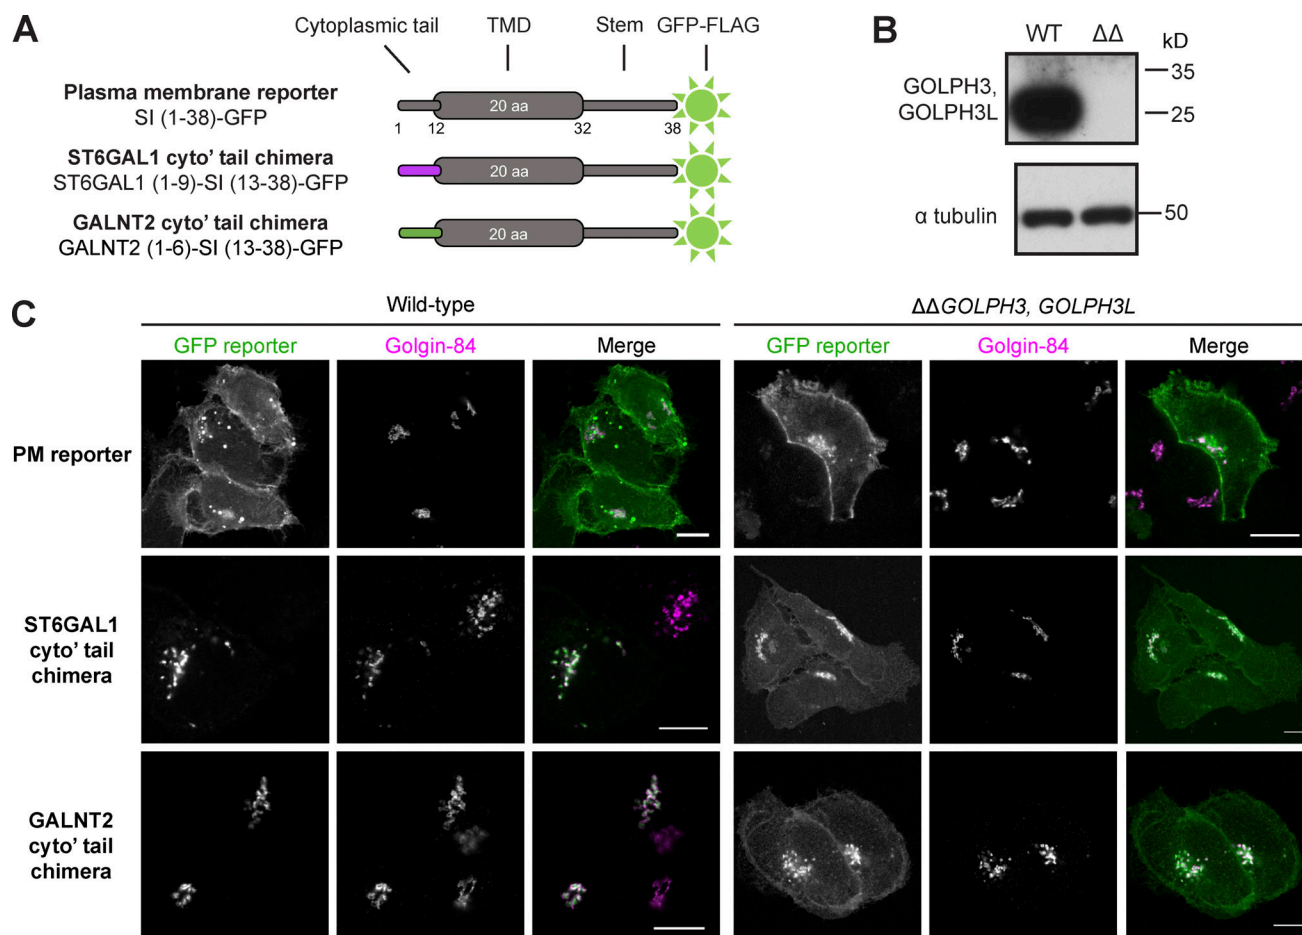 A
Cytoplasmic tail
TMD
Stem
GFP-FLAG
Plasma membrane reporter
SI (1-38)-GFP
20 aa
1
12
32
38
ST6GAL1 cyto’ tail chimera
ST6GAL1 (1-9)-SI (13-38)-GFP
20 aa
GALNT2 cyto’ tail chimera
GALNT2 (1-6)-SI (13-38)-GFP
20 aa
B
WT
ΔΔ
kD
GOLPH3,
GOLPH3L
35
25
α tubulin
50
C
Wild-type
ΔΔGOLPH3, GOLPH3L
GFP reporter
Golgin-84
Merge
GFP reporter
Golgin-84
Merge
PM reporter
ST6GAL1
cyto’ tail
chimera
GALNT2
cyto’ tail
chimera